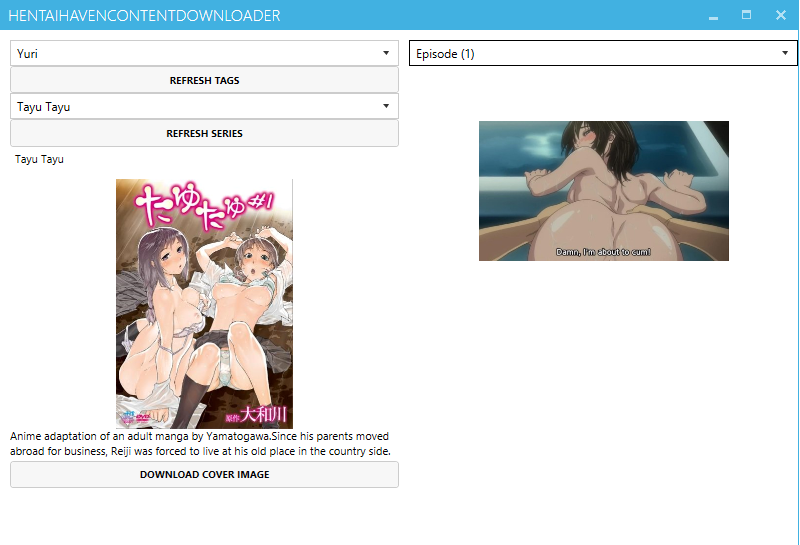 HENTAIHAVENCONTENTDOWNLOADER
Yuri
REFRESH TAGS
Tayu Tayu
REFRESH SERIES
Tayu Tayu
たゆたゆ#1
DVD
原作 大和川
Anime adaptation of an adult manga by Yamatogawa.Since his parents moved
abroad for business, Reiji was forced to live at his old place in the country side.
DOWNLOAD COVER IMAGE
Episode (1)
Damn, I'm about to cum!